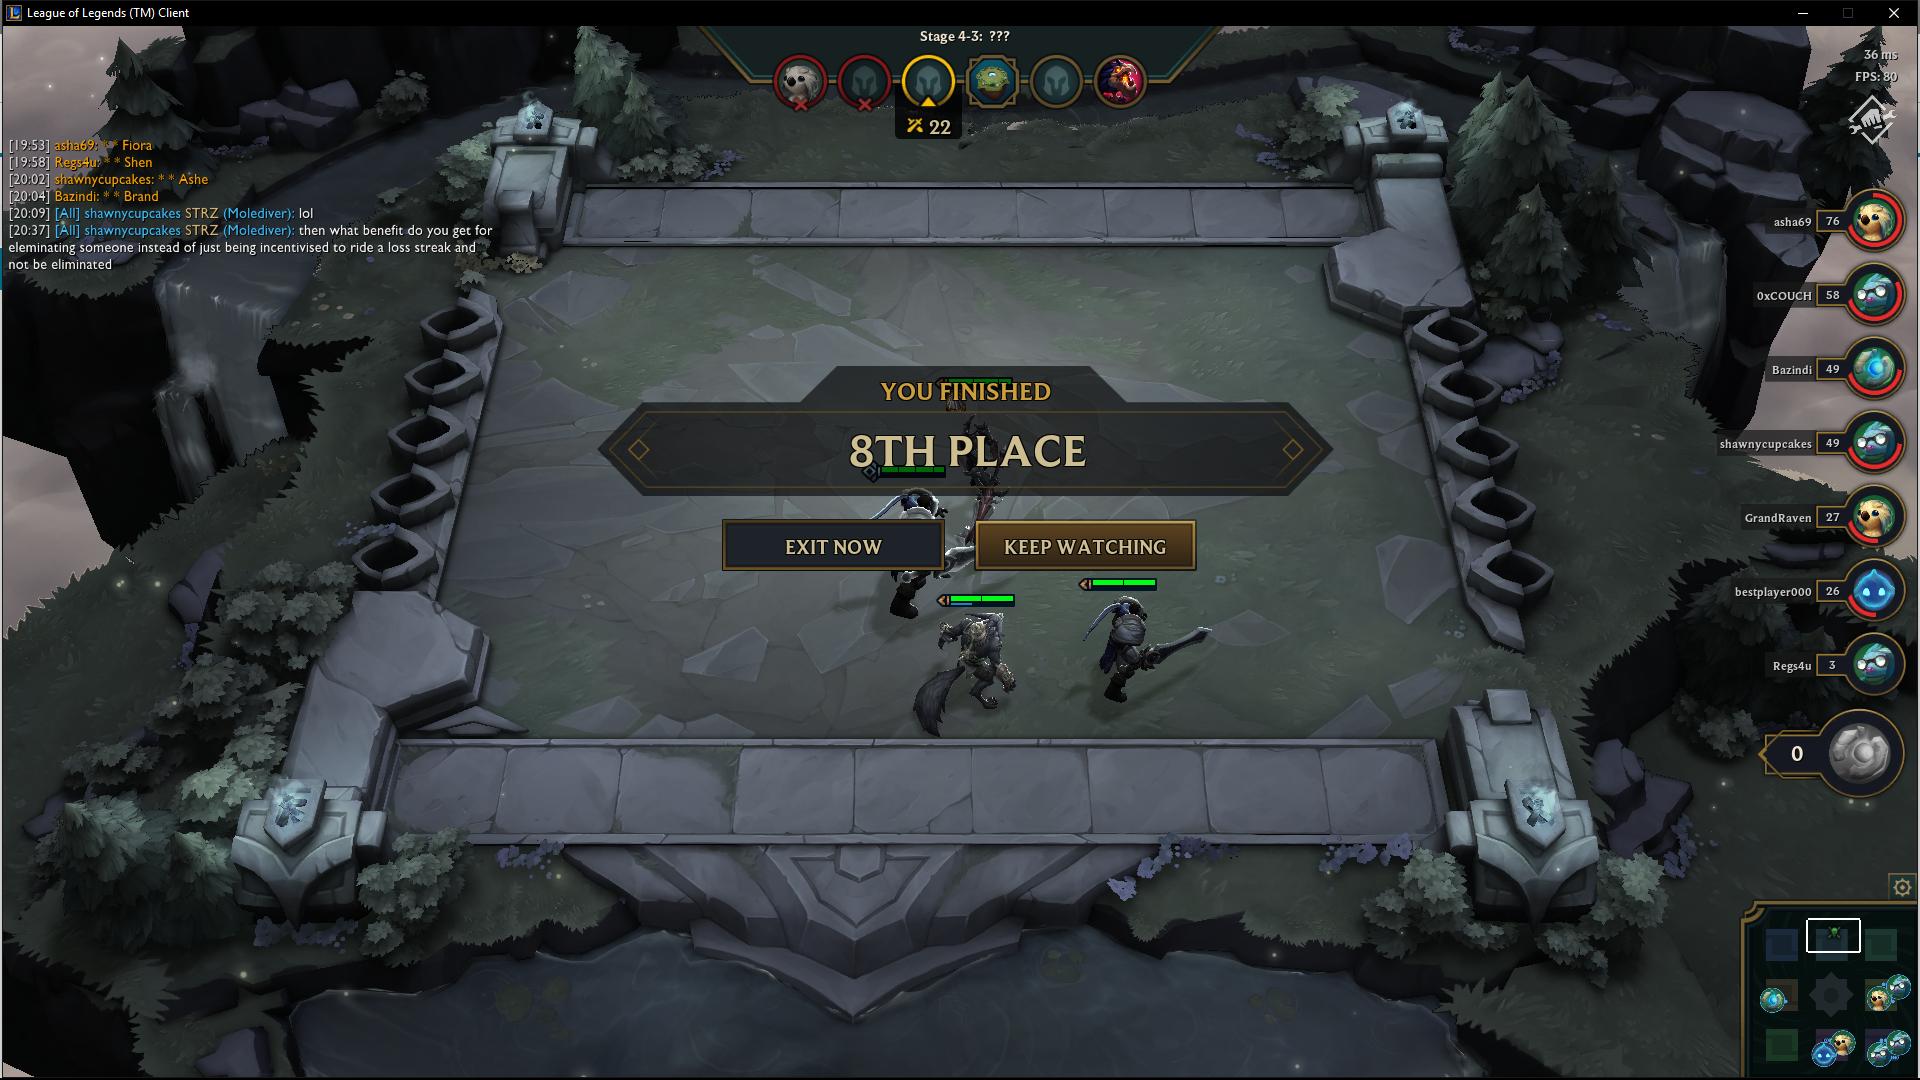 League of Legends (TM) Client
Stage 4-3: ???
36 ms
FPS: 80
22
[19:53] asha69: * * Fiora
[19:58] Regs4u: * * Shen
[20:02] shawnycupcakes: * * Ashe
[20:04] Bazindi: * * Brand
[20:09] [All] shawnycupcakes STRZ (Molediver): lol
[20:37] [All] shawnycupcakes STRZ (Molediver): then what benefit do you get for
eleminating someone instead of just being incentivised to ride a loss streak and
not be eliminated
asha69 76
0xCOUCH 58
Bazindi 49
shawnycupcakes 49
GrandRaven 27
bestplayer000 26
Regs4u 3
0
YOU FINISHED
8TH PLACE
EXIT NOW
KEEP WATCHING